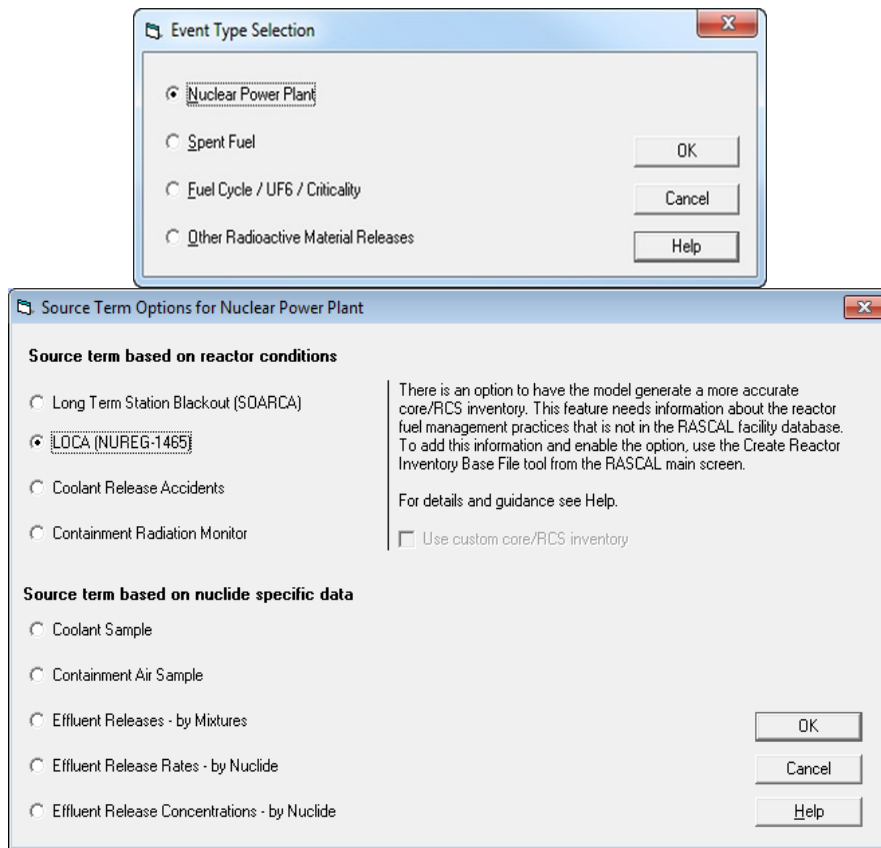 Event Type Selection
Nuclear Power Plant
Spent Fuel
Fuel Cycle / UF6 / Criticality
Other Radioactive Material Releases
OK
Cancel
Help
Source Term Options for Nuclear Power Plant
Source term based on reactor conditions
Long Term Station Blackout (SOARCA)
LOCA (NUREG-1465)
Coolant Release Accidents
Containment Radiation Monitor
There is an option to have the model generate a more accurate
core/RCS inventory. This feature needs information about the reactor
fuel management practices that is not in the RASCAL facility database.
To add this information and enable the option, use the Create Reactor
Inventory Base File tool from the RASCAL main screen.
For details and guidance see Help.
Use custom core/RCS inventory
Source term based on nuclide specific data
Coolant Sample
Containment Air Sample
Effluent Releases - by Mixtures
Effluent Release Rates - by Nuclide
Effluent Release Concentrations - by Nuclide
OK
Cancel
Help